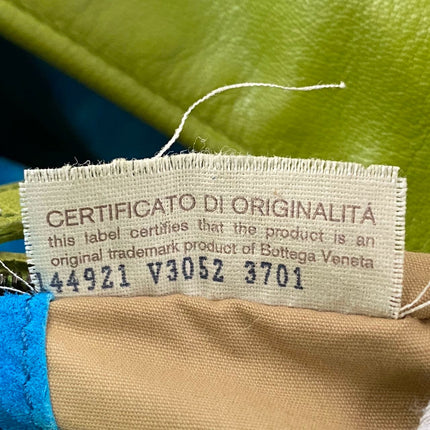 CERTIFICATO DI ORIGINALITÁ
this label certifies that the product is an
original trademark product of Bottega Veneta
144921 V3052 3701